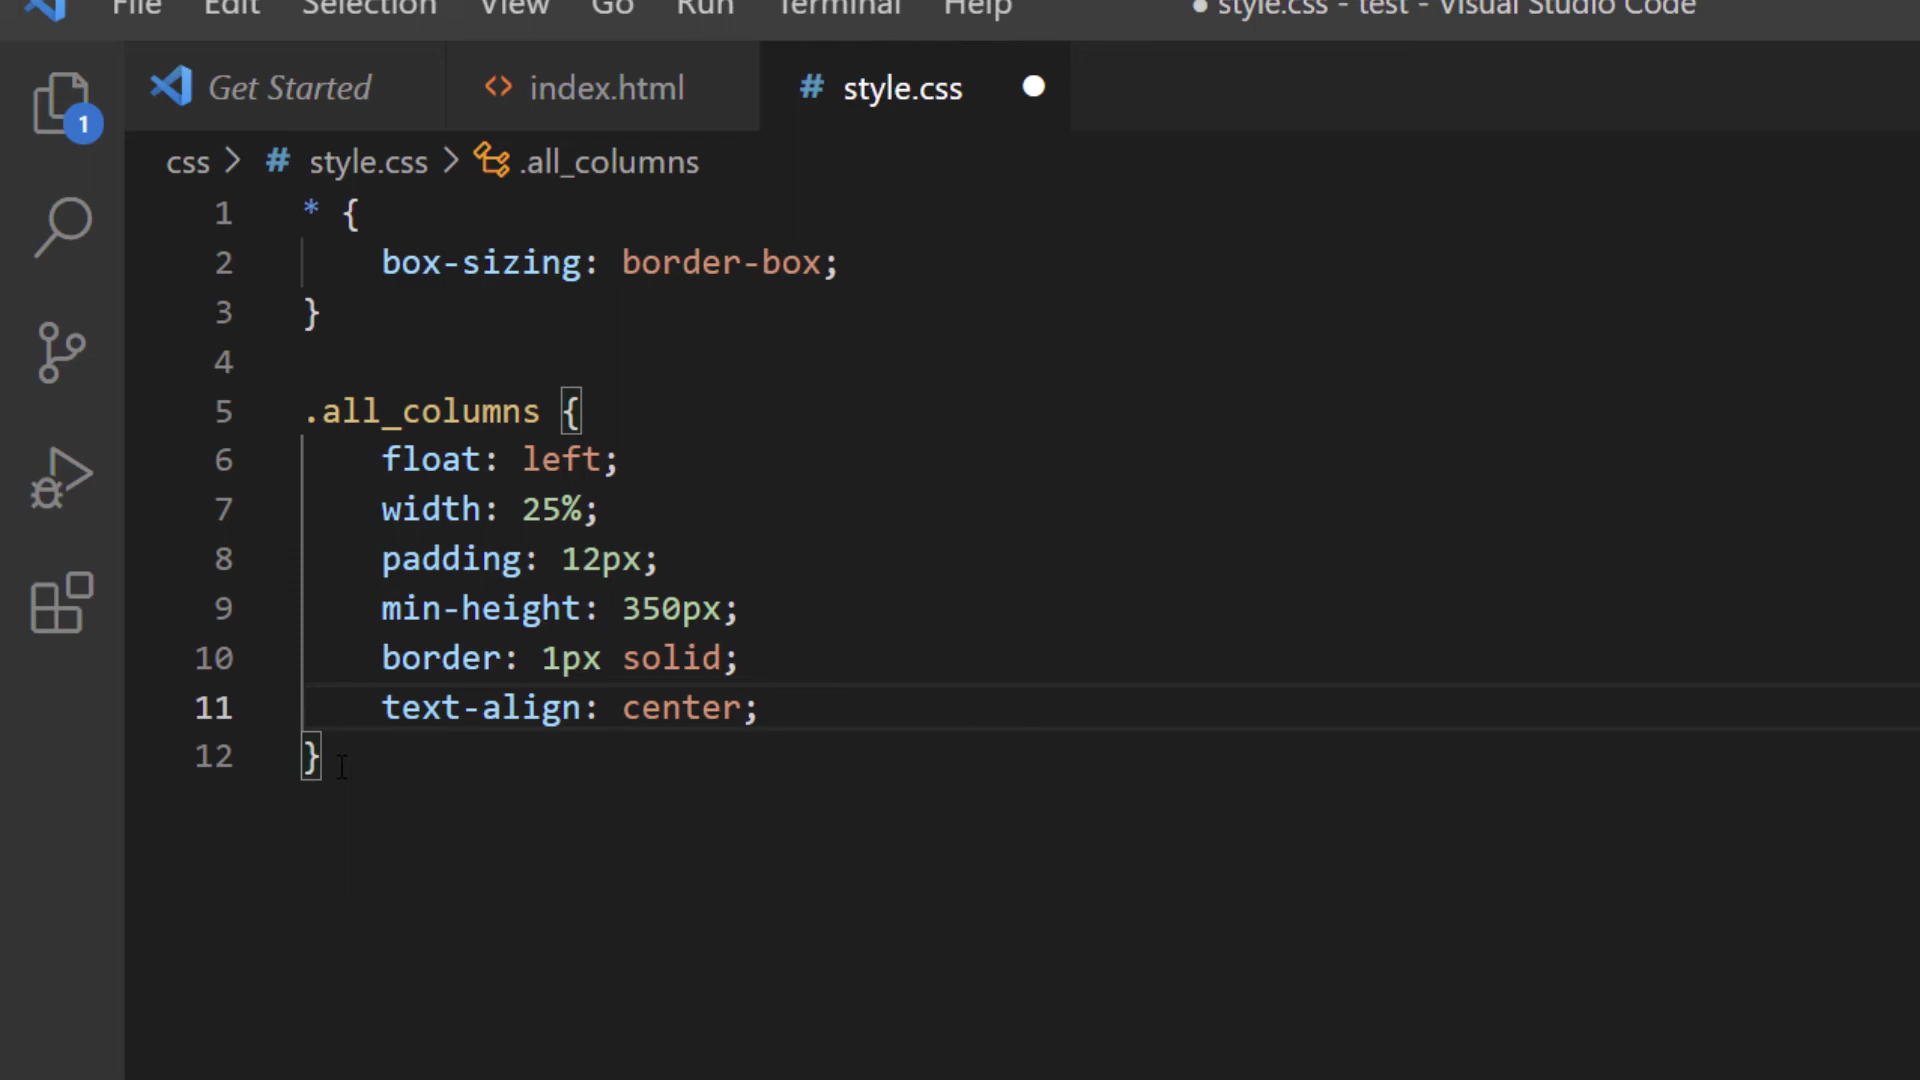 File Edit Selection View Go Run Terminal Help ● style.css - test - Visual Studio Code
Get Started <> index.html # style.css ●
1
css > # style.css > .all_columns
1 * {
2 box-sizing: border-box;
3 }
4
5 .all_columns {
6 float: left;
7 width: 25%;
8 padding: 12px;
9 min-height: 350px;
10 border: 1px solid;
11 text-align: center;
12 }